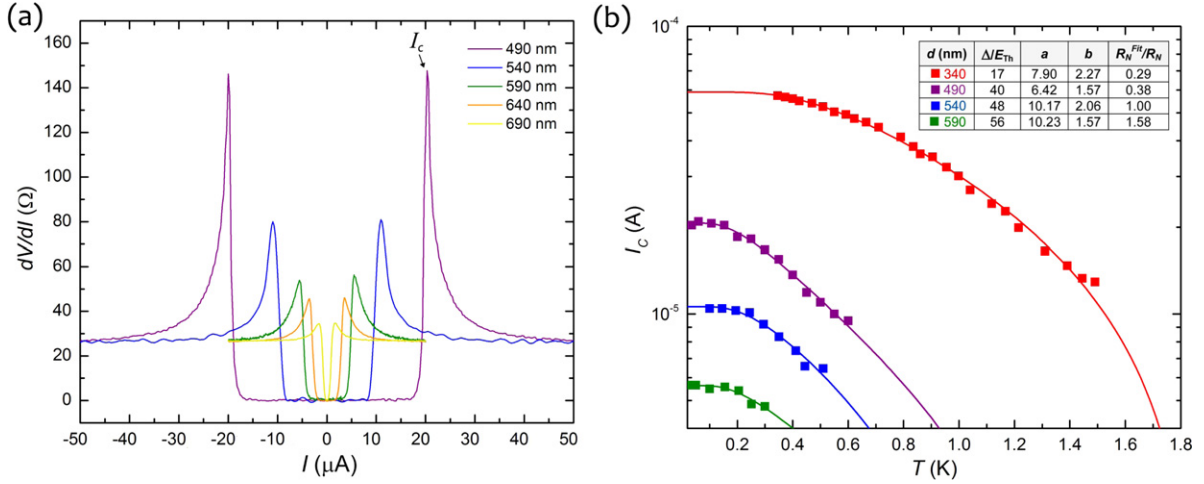 (a)
160
140
120
100
80
60
40
20
0
dV/dI (Ω)
I_c
490 nm
540 nm
590 nm
640 nm
690 nm
-50 -40 -30 -20 -10 0 10 20 30 40 50
I (μA)
(b)
10⁻⁴
10⁻⁵
I_C (A)
d (nm) Δ/E_Th a b R_N^Fit/R_N
340 17 7.90 2.27 0.29
490 40 6.42 1.57 0.38
540 48 10.17 2.06 1.00
590 56 10.23 1.57 1.58
0.2 0.4 0.6 0.8 1.0 1.2 1.4 1.6 1.8
T (K)